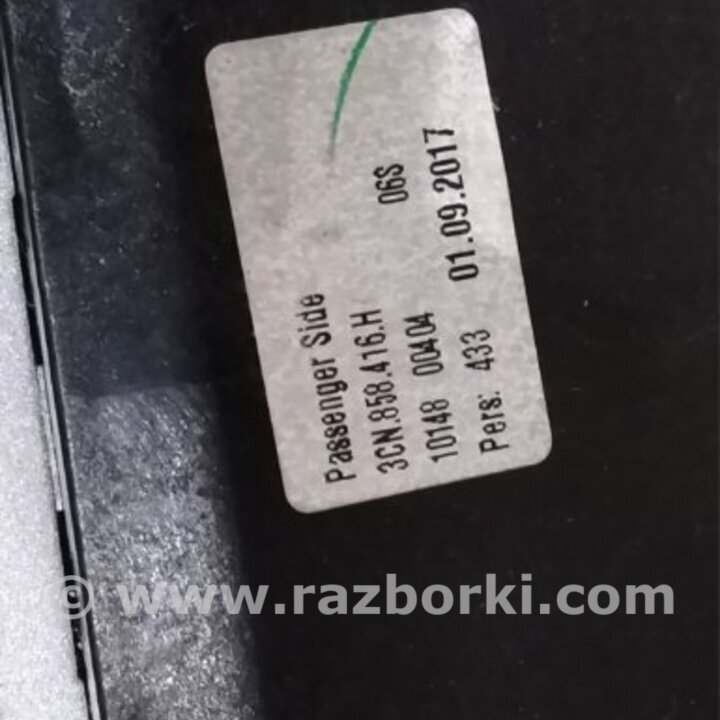 Passenger Side
3CN.858.416.H 06S
10148 00404
Pers: 433 01.09.2017
© www.razborki.com